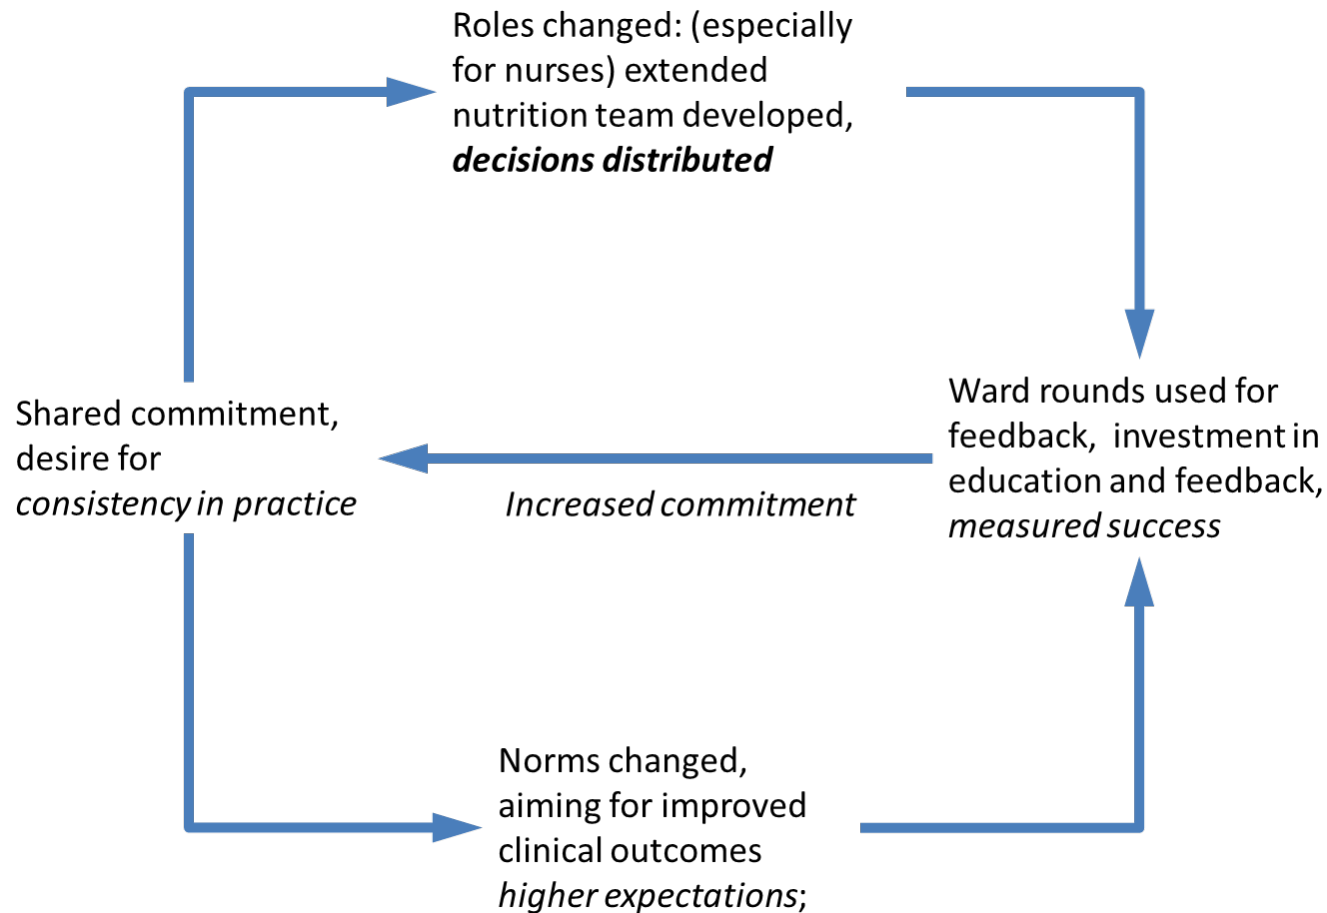 Roles changed: (especially
for nurses) extended
nutrition team developed,
decisions distributed
Shared commitment,
desire for
consistency in practice
Increased commitment
Ward rounds used for
feedback, investment in
education and feedback,
measured success
Norms changed,
aiming for improved
clinical outcomes
higher expectations;